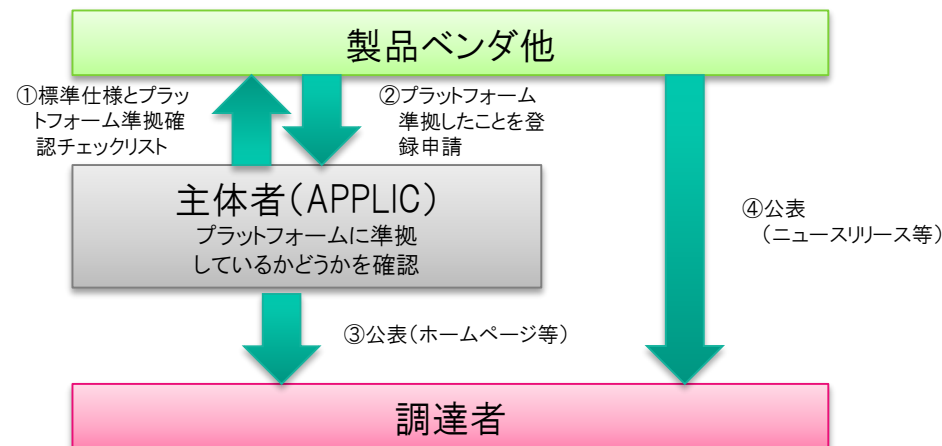 製品ベンダ他
①標準仕様とプラッ
トフォーム準拠確
認チェックリスト
②プラットフォーム
準拠したことを登
録申請
主体者(APPLIC)
プラットフォームに準拠
しているかどうかを確認
④公表
(ニュースリリース等)
③公表(ホームページ等)
調達者